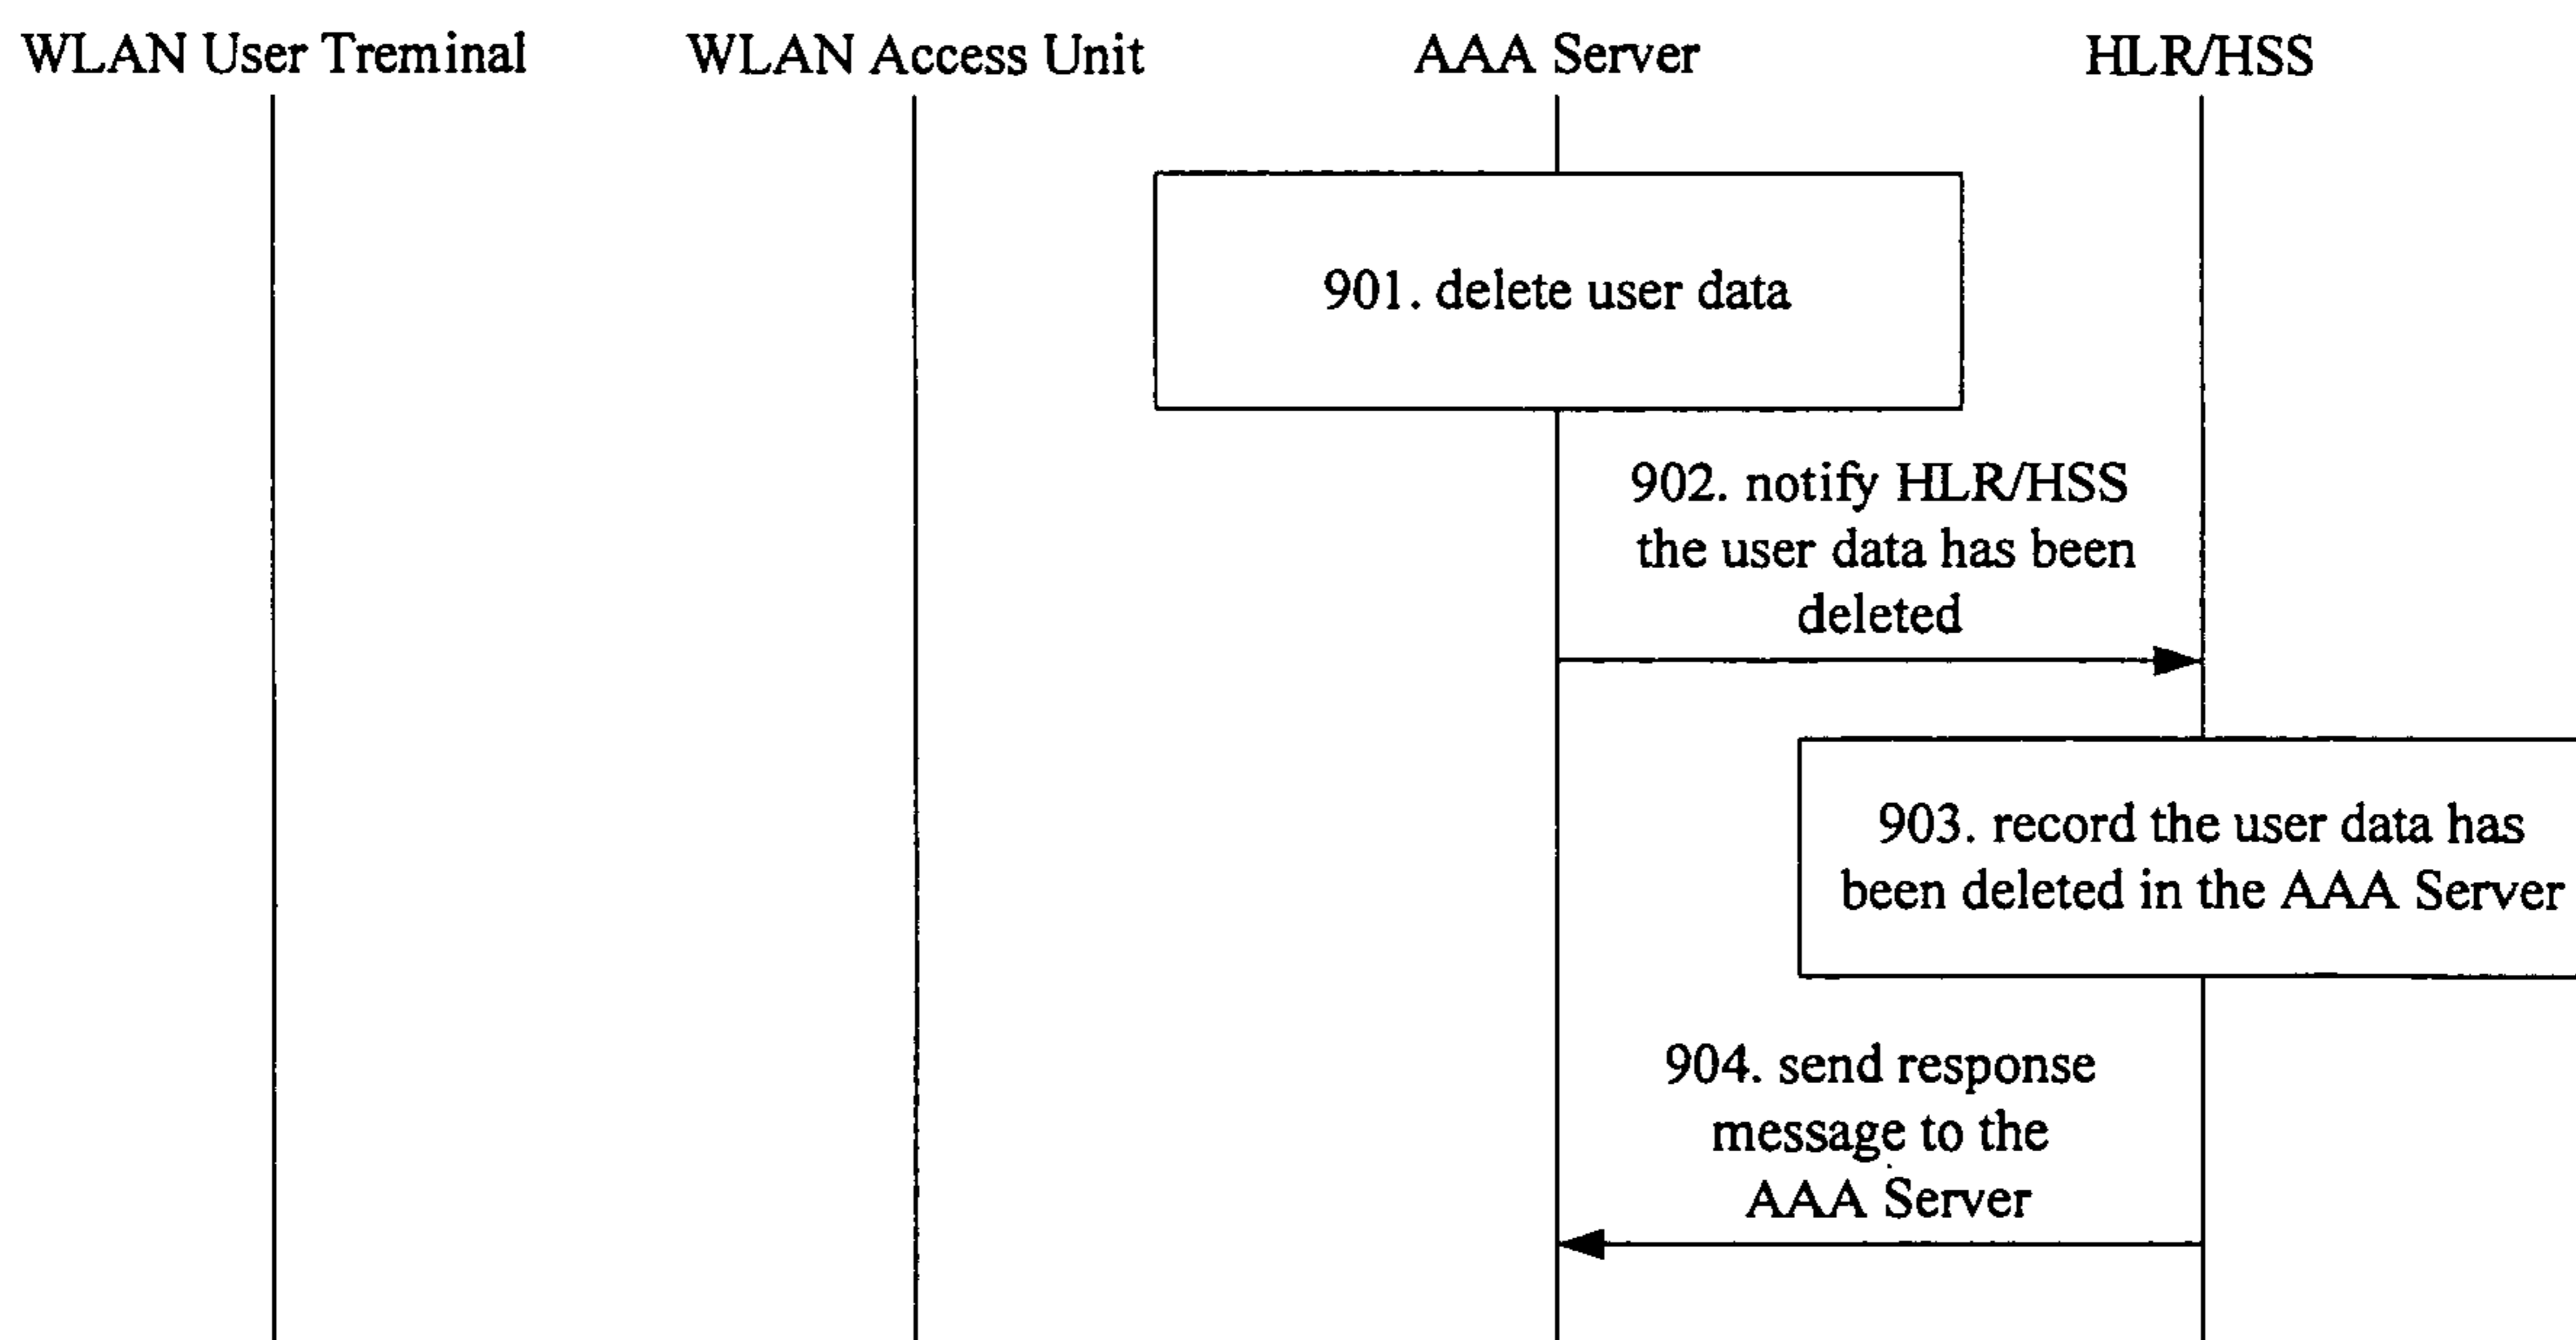 WLAN User Treminal
WLAN Access Unit
AAA Server
HLR/HSS
901. delete user data
902. notify HLR/HSS
the user data has been
deleted
903. record the user data has
been deleted in the AAA Server
904. send response
message to the
AAA Server